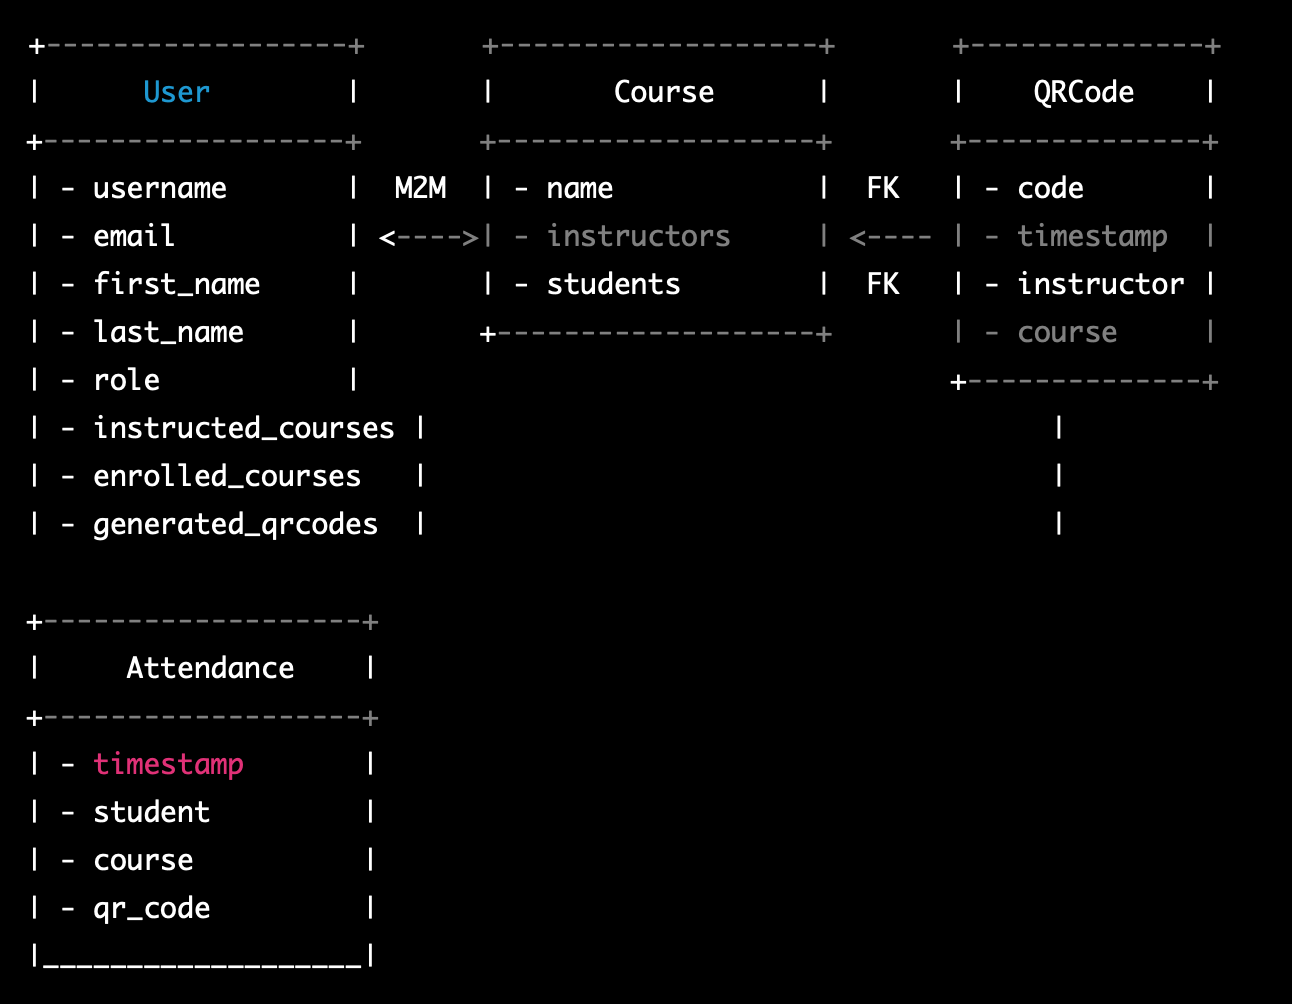 +------------------+       +-------------------+       +--------------+
|      User        |       |       Course      |       |    QRCode    |
+------------------+       +-------------------+       +--------------+
| - username       |  M2M  | - name            |  FK   | - code       |
| - email          | <---->| - instructors     | <---- | - timestamp  |
| - first_name     |       | - students        |  FK   | - instructor |
| - last_name      |       +-------------------+       | - course     |
| - role           |                                   +--------------+
| - instructed_courses |                                     |
| - enrolled_courses   |                                     |
| - generated_qrcodes  |                                     |
+-------------------+
|     Attendance    |
+-------------------+
| - timestamp       |
| - student         |
| - course          |
| - qr_code         |
|___________________|